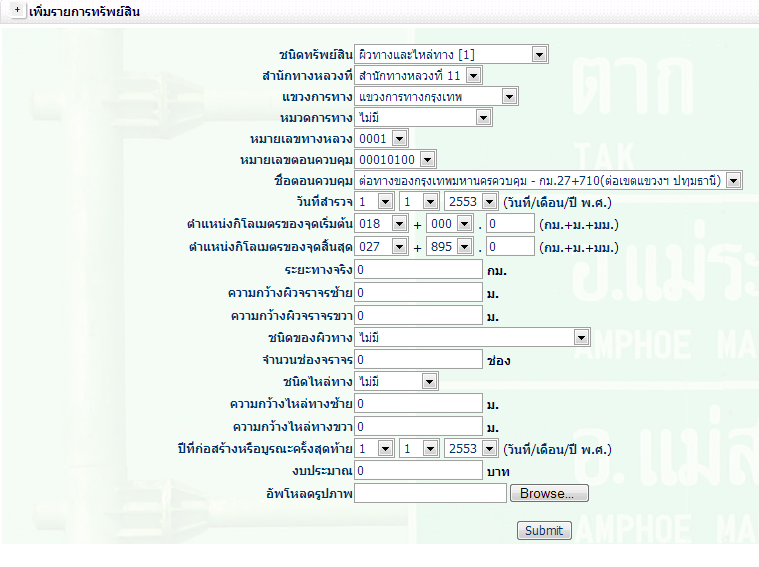 + เพิ่มรายการทรัพย์สิน
ชนิดทรัพย์สิน ผิวทางและไหล่ทาง [1]
สำนักทางหลวงที่ สำนักทางหลวงที่ 11
แขวงการทาง แขวงการทางกรุงเทพ
หมวดการทาง ไม่มี
หมายเลขทางหลวง 0001
หมายเลขตอนควบคุม 00010100
ชื่อตอนควบคุม ต่อทางของกรุงเทพมหานครควบคุม - กม.27+710(ต่อเขตแขวงฯ ปทุมธานี)
วันที่สำรวจ 1 1 2553 (วันที่/เดือน/ปี พ.ศ.)
ตำแหน่งกิโลเมตรของจุดเริ่มต้น 018 + 000 . 0 (กม.+ม.+มม.)
ตำแหน่งกิโลเมตรของจุดสิ้นสุด 027 + 895 . 0 (กม.+ม.+มม.)
ระยะทางจริง 0 กม.
ความกว้างผิวจราจรซ้าย 0 ม.
ความกว้างผิวจราจรขวา 0 ม.
ชนิดของผิวทาง ไม่มี
จำนวนช่องจราจร 0 ช่อง
ชนิดไหล่ทาง ไม่มี
ความกว้างไหล่ทางซ้าย 0 ม.
ความกว้างไหล่ทางขวา 0 ม.
ปีที่ก่อสร้างหรือบูรณะครั้งสุดท้าย 1 1 2553 (วันที่/เดือน/ปี พ.ศ.)
งบประมาณ 0 บาท
อัพโหลดรูปภาพ Browse...
Submit
ตาก
TAK
อ.แม่ระ
AMPHOE MA
อ.แม่ส
AMPHOE M